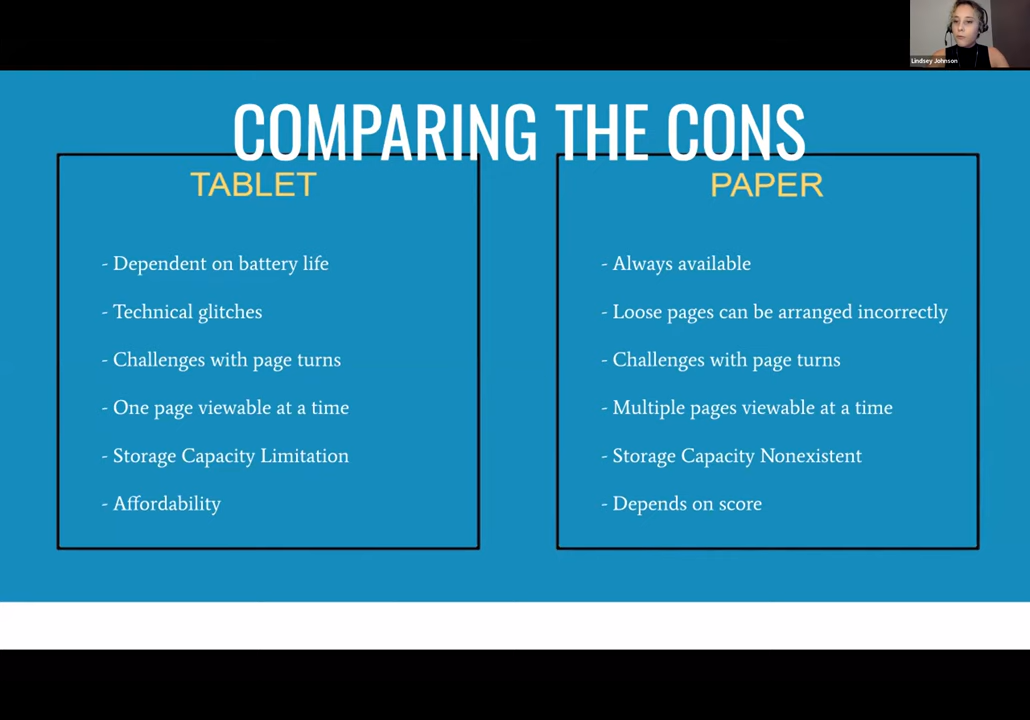 Lindsey Johnson
COMPARING THE CONS
TABLET
- Dependent on battery life
- Technical glitches
- Challenges with page turns
- One page viewable at a time
- Storage Capacity Limitation
- Affordability
PAPER
- Always available
- Loose pages can be arranged incorrectly
- Challenges with page turns
- Multiple pages viewable at a time
- Storage Capacity Nonexistent
- Depends on score